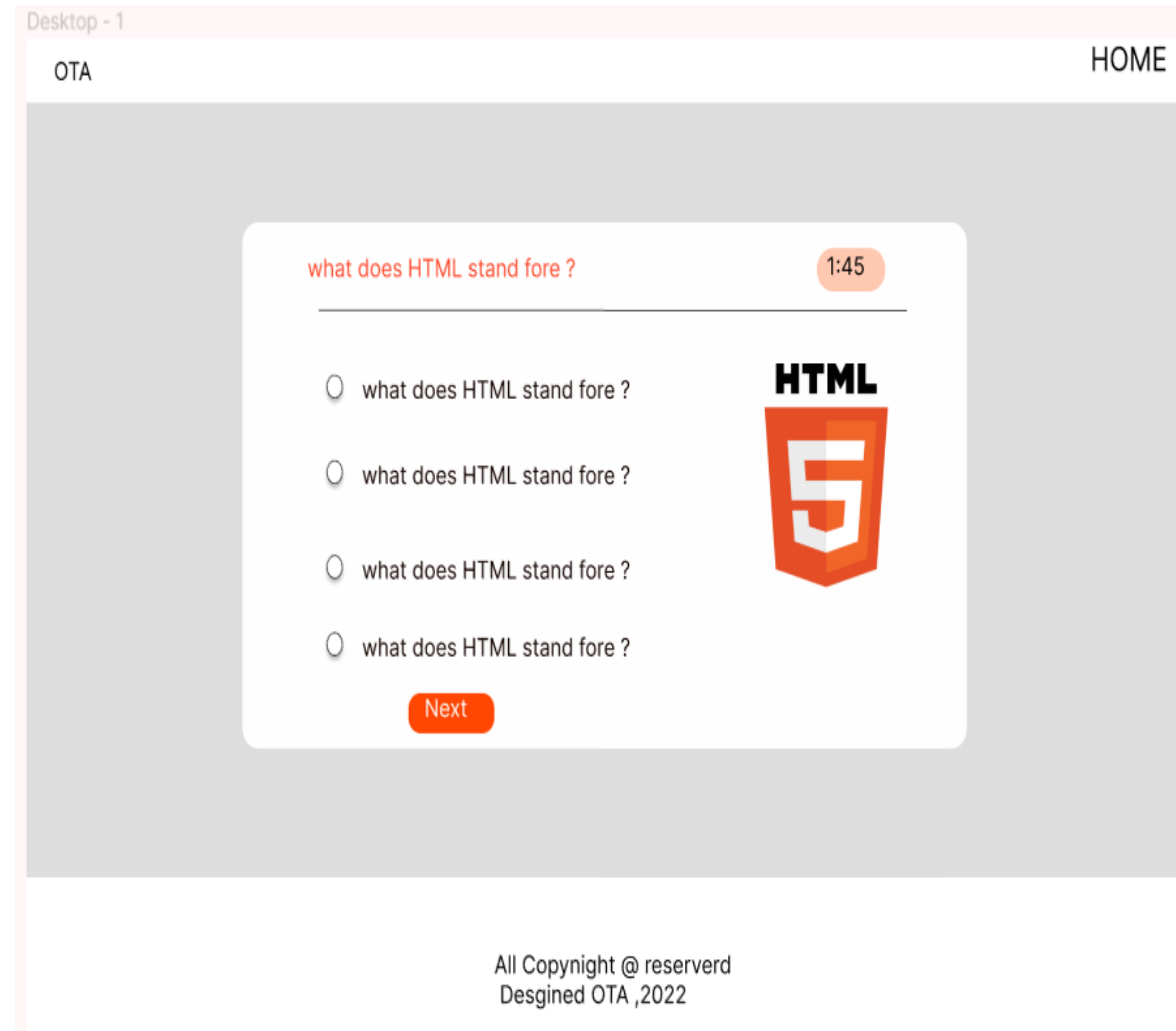 Desktop - 1
OTA
HOME
what does HTML stand fore ?
1:45
what does HTML stand fore ?
HTML
5
what does HTML stand fore ?
what does HTML stand fore ?
what does HTML stand fore ?
Next
All Copynight @ reserverd
Desgined OTA ,2022